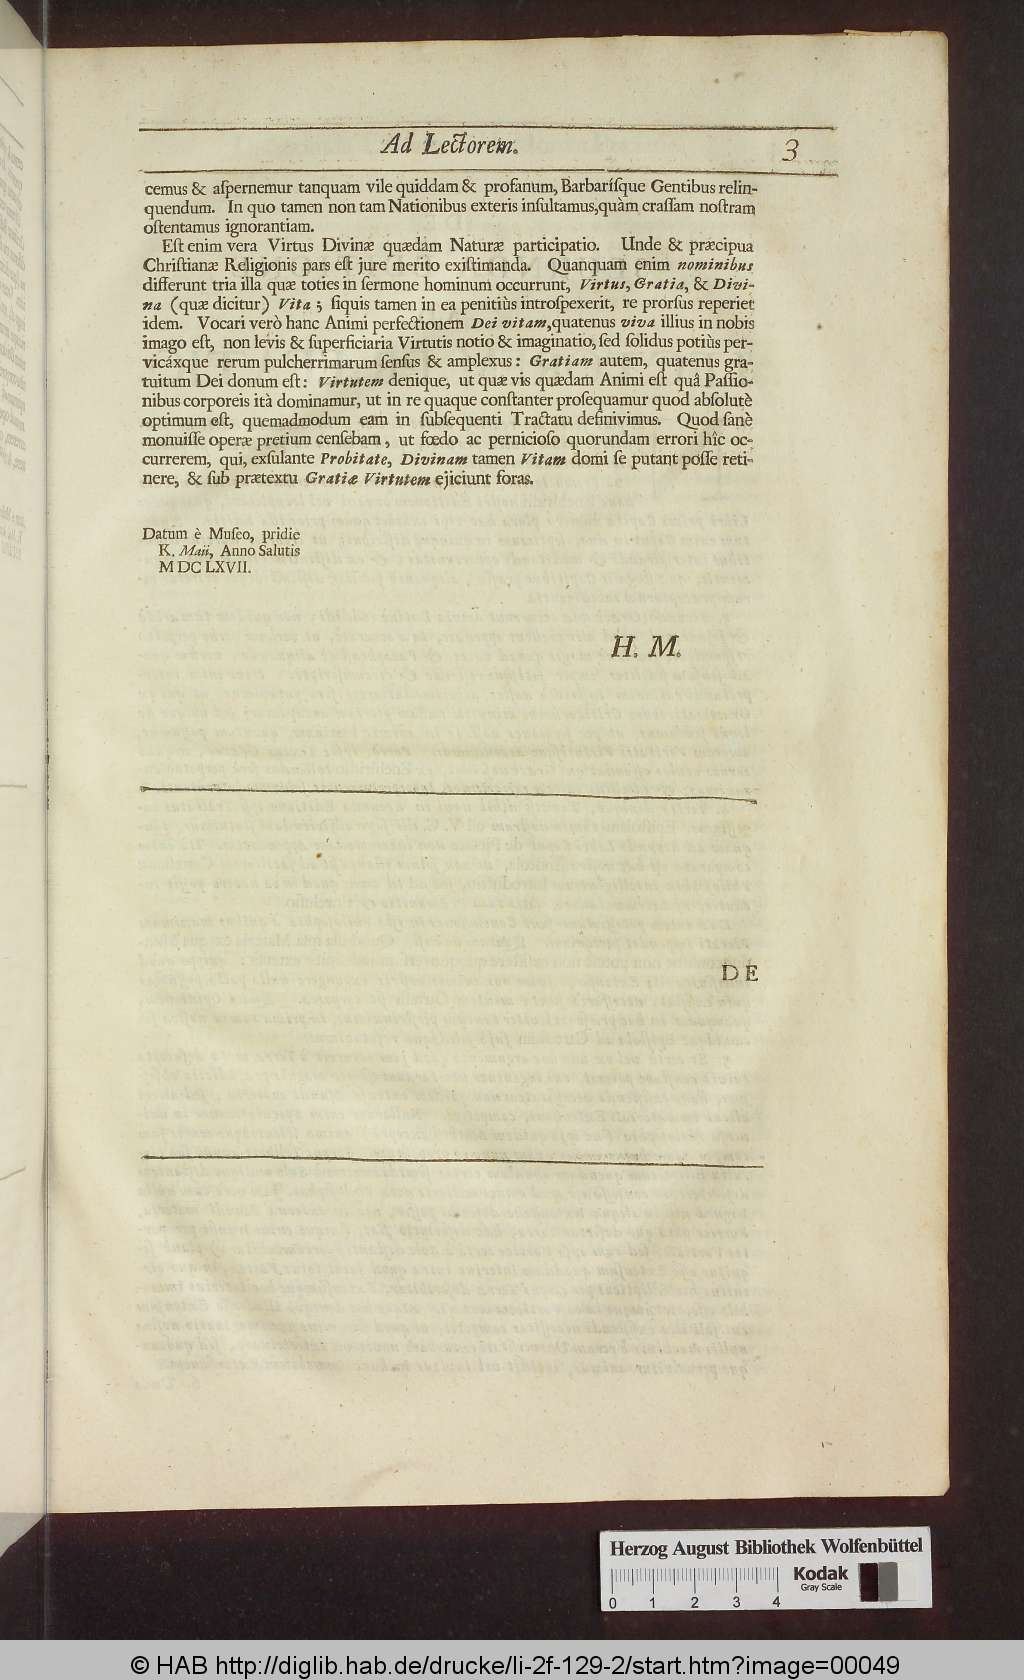 Ad Lectorem.
3
cemus & aſpernemur tanquam vile quiddam & profanum, Barbariſque Gentibus relin-
quendum. In quo tamen non tam Nationibus exteris inſultamus, quàm craſſam noſtram
oſtentamus ignorantiam.
Eſt enim vera Virtus Divinæ quædam Naturæ participatio. Unde & præcipua
Chriſtianæ Religionis pars eſt jure merito exiſtimanda. Quanquam enim nominibus
differunt tria illa quæ toties in ſermone hominum occurrunt, Virtus, Gratia, & Divi-
na (quæ dicitur) Vita; ſiquis tamen in ea penitiùs introſpexerit, re prorſus reperiet
idem. Vocari verò hanc Animi perfectionem Dei vitam, quatenus viva illius in nobis
imago eſt, non levis & ſuperficiaria Virtutis notio & imaginatio, ſed ſolidus potiùs per-
vicáxque rerum pulcherrimarum ſenſus & amplexus: Gratiam autem, quatenus gra-
tuitum Dei donum eſt: Virtutem denique, ut quæ vis quædam Animi eſt quâ Paſſio-
nibus corporeis ità dominamur, ut in re quaque conſtanter proſequamur quod abſolutè
optimum eſt, quemadmodum eam in ſubſequenti Tractatu definivimus. Quod ſanè
monuiſſe operæ pretium cenſebam, ut fœdo ac pernicioſo quorundam errori hîc oc-
currerem, qui, exſulante Probitate, Divinam tamen Vitam domi ſe putant poſſe reti-
nere, & ſub prætextu Gratiæ Virtutem ejiciunt foras.
Datum è Muſeo, pridie
K. Maii, Anno Salutis
M DC LXVII.
H. M.
DE
Herzog August Bibliothek Wolfenbüttel
Kodak
Gray Scale
0 1 2 3 4
© HAB http://diglib.hab.de/drucke/li-2f-129-2/start.htm?image=00049